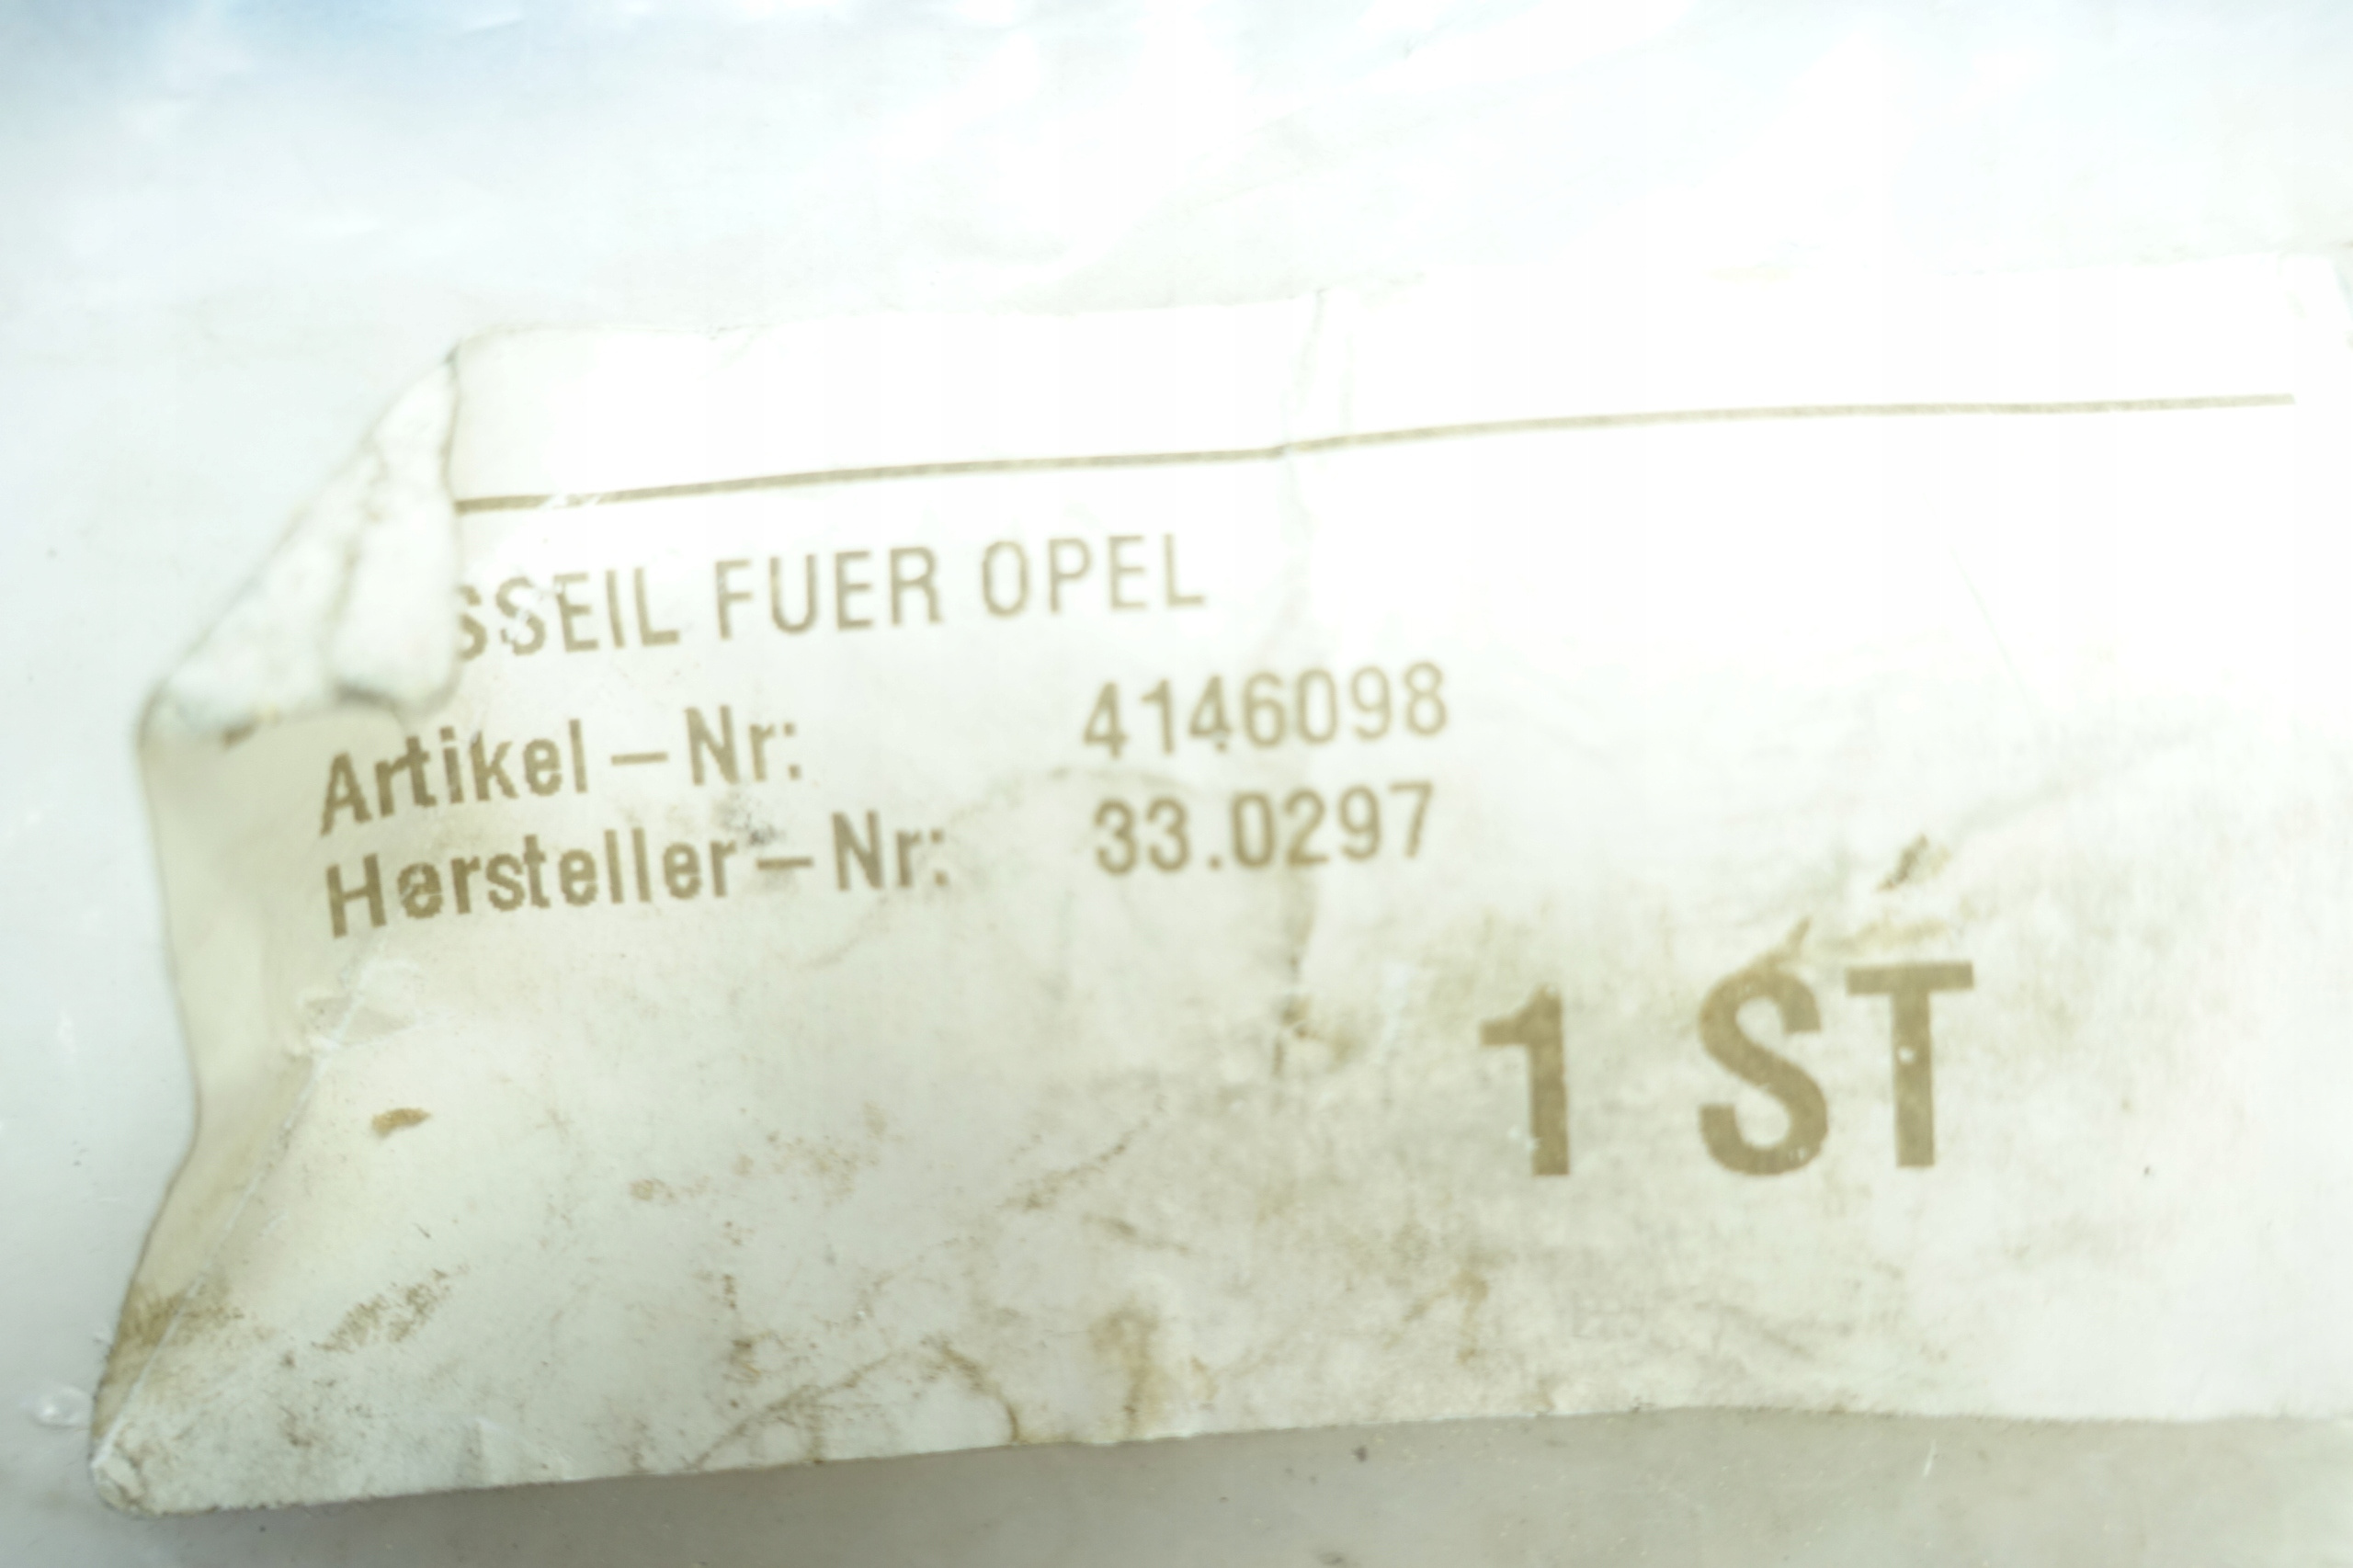 SSEIL FUER OPEL
Artikel-Nr: 4146098
Hersteller-Nr: 33.0297
1 ST